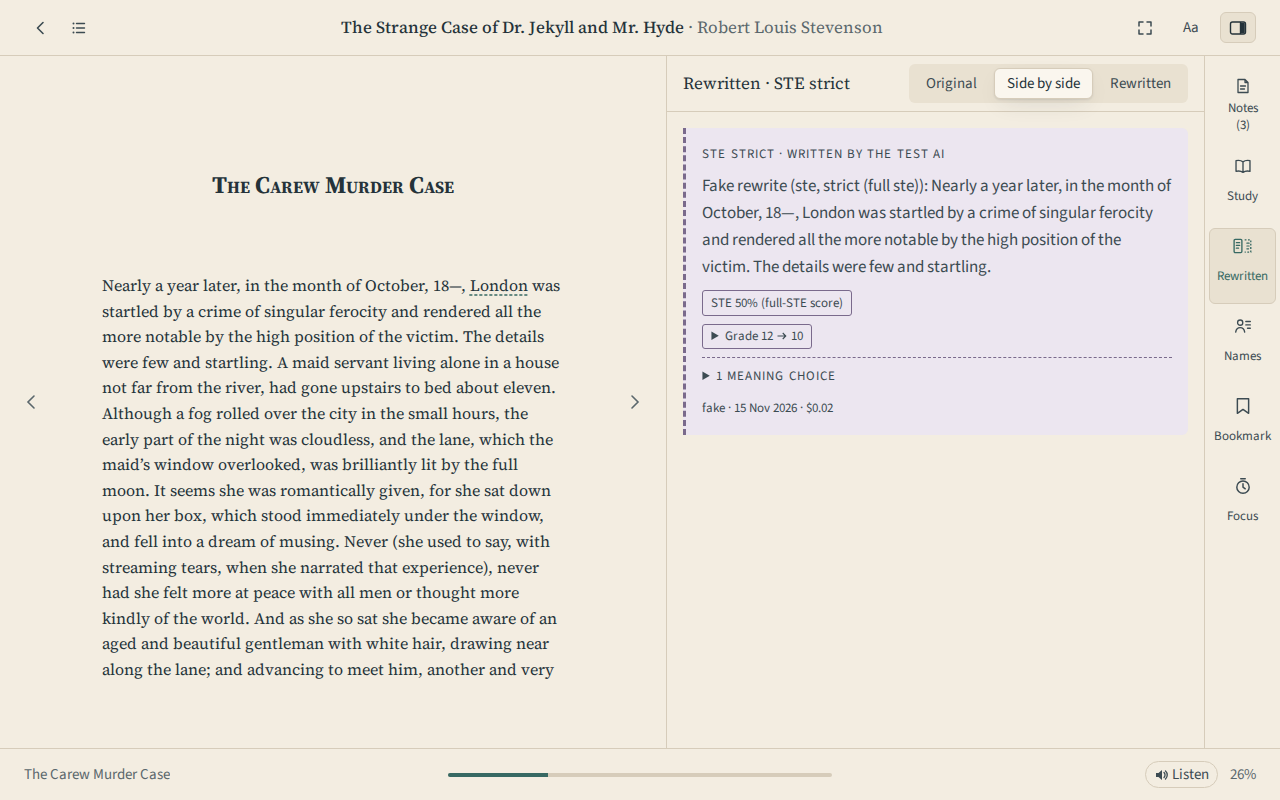 The Strange Case of Dr. Jekyll and Mr. Hyde · Robert Louis Stevenson
Aa
The Carew Murder Case
Nearly a year later, in the month of October, 18—, London was
startled by a crime of singular ferocity and rendered all the
more notable by the high position of the victim. The details
were few and startling. A maid servant living alone in a house
not far from the river, had gone upstairs to bed about eleven.
Although a fog rolled over the city in the small hours, the
early part of the night was cloudless, and the lane, which the
maid’s window overlooked, was brilliantly lit by the full
moon. It seems she was romantically given, for she sat down
upon her box, which stood immediately under the window,
and fell into a dream of musing. Never (she used to say, with
streaming tears, when she narrated that experience), never
had she felt more at peace with all men or thought more
kindly of the world. And as she so sat she became aware of an
aged and beautiful gentleman with white hair, drawing near
along the lane; and advancing to meet him, another and very
Rewritten · STE strict
Original
Side by side
Rewritten
STE STRICT · WRITTEN BY THE TEST AI
Fake rewrite (ste, strict (full ste)): Nearly a year later, in the month of
October, 18—, London was startled by a crime of singular ferocity
and rendered all the more notable by the high position of the
victim. The details were few and startling.
STE 50% (full-STE score)
Grade 12 → 10
1 MEANING CHOICE
fake · 15 Nov 2026 · $0.02
Notes
(3)
Study
Rewritten
Names
Bookmark
Focus
The Carew Murder Case
Listen
26%